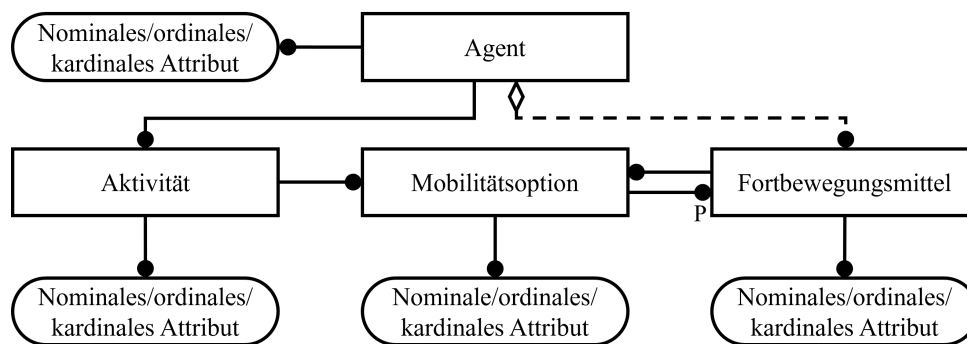 Nominales/ordinales/
kardinales Attribut
Agent
Aktivität
Mobilitätsoption
Fortbewegungsmittel
P
Nominales/ordinales/
kardinales Attribut
Nominale/ordinales/
kardinales Attribut
Nominales/ordinales/
kardinales Attribut